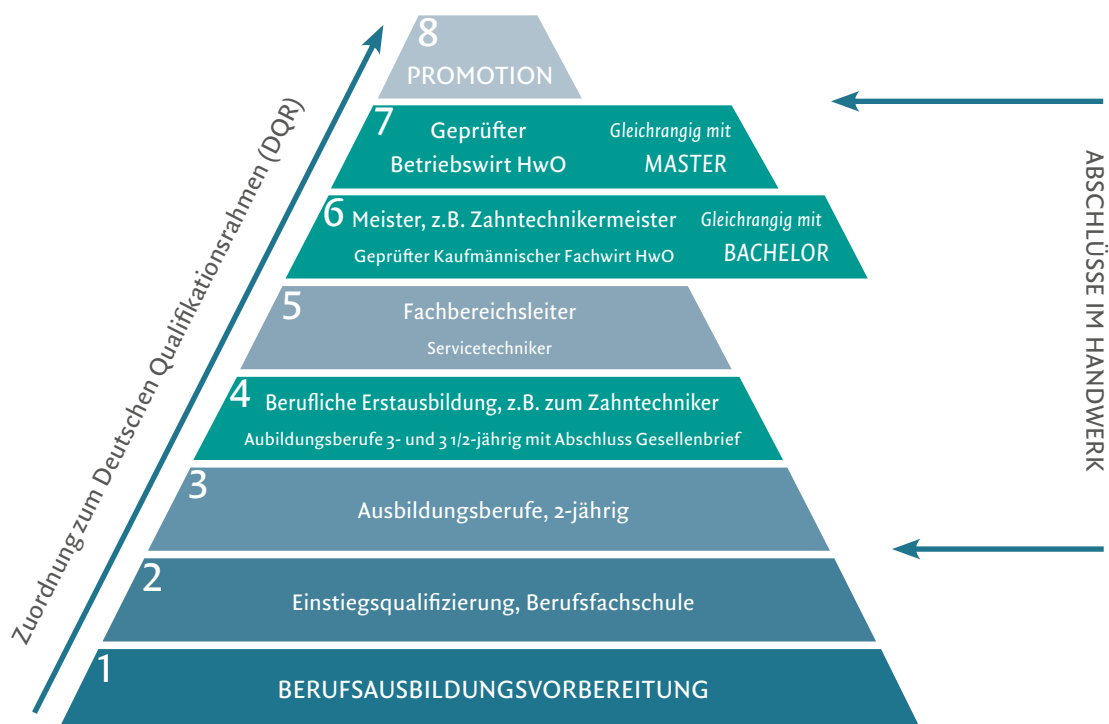 Zuordnung zum Deutschen Qualifikationsrahmen (DQR)
8
PROMOTION
7
Geprüfter
Betriebswirt HwO
Gleichrangig mit
MASTER
6
Meister, z.B. Zahntechnikermeister
Geprüfter Kaufmännischer Fachwirt HwO
Gleichrangig mit
BACHELOR
5
Fachbereichsleiter
Servicetechniker
4
Berufliche Erstausbildung, z.B. zum Zahntechniker
Aubildungsberufe 3- und 3 1/2-jährig mit Abschluss Gesellenbrief
3
Ausbildungsberufe, 2-jährig
2
Einstiegsqualifizierung, Berufsfachschule
1
BERUFSAUSBILDUNGSVORBEREITUNG
ABSCHLÜSSE IM HANDWERK